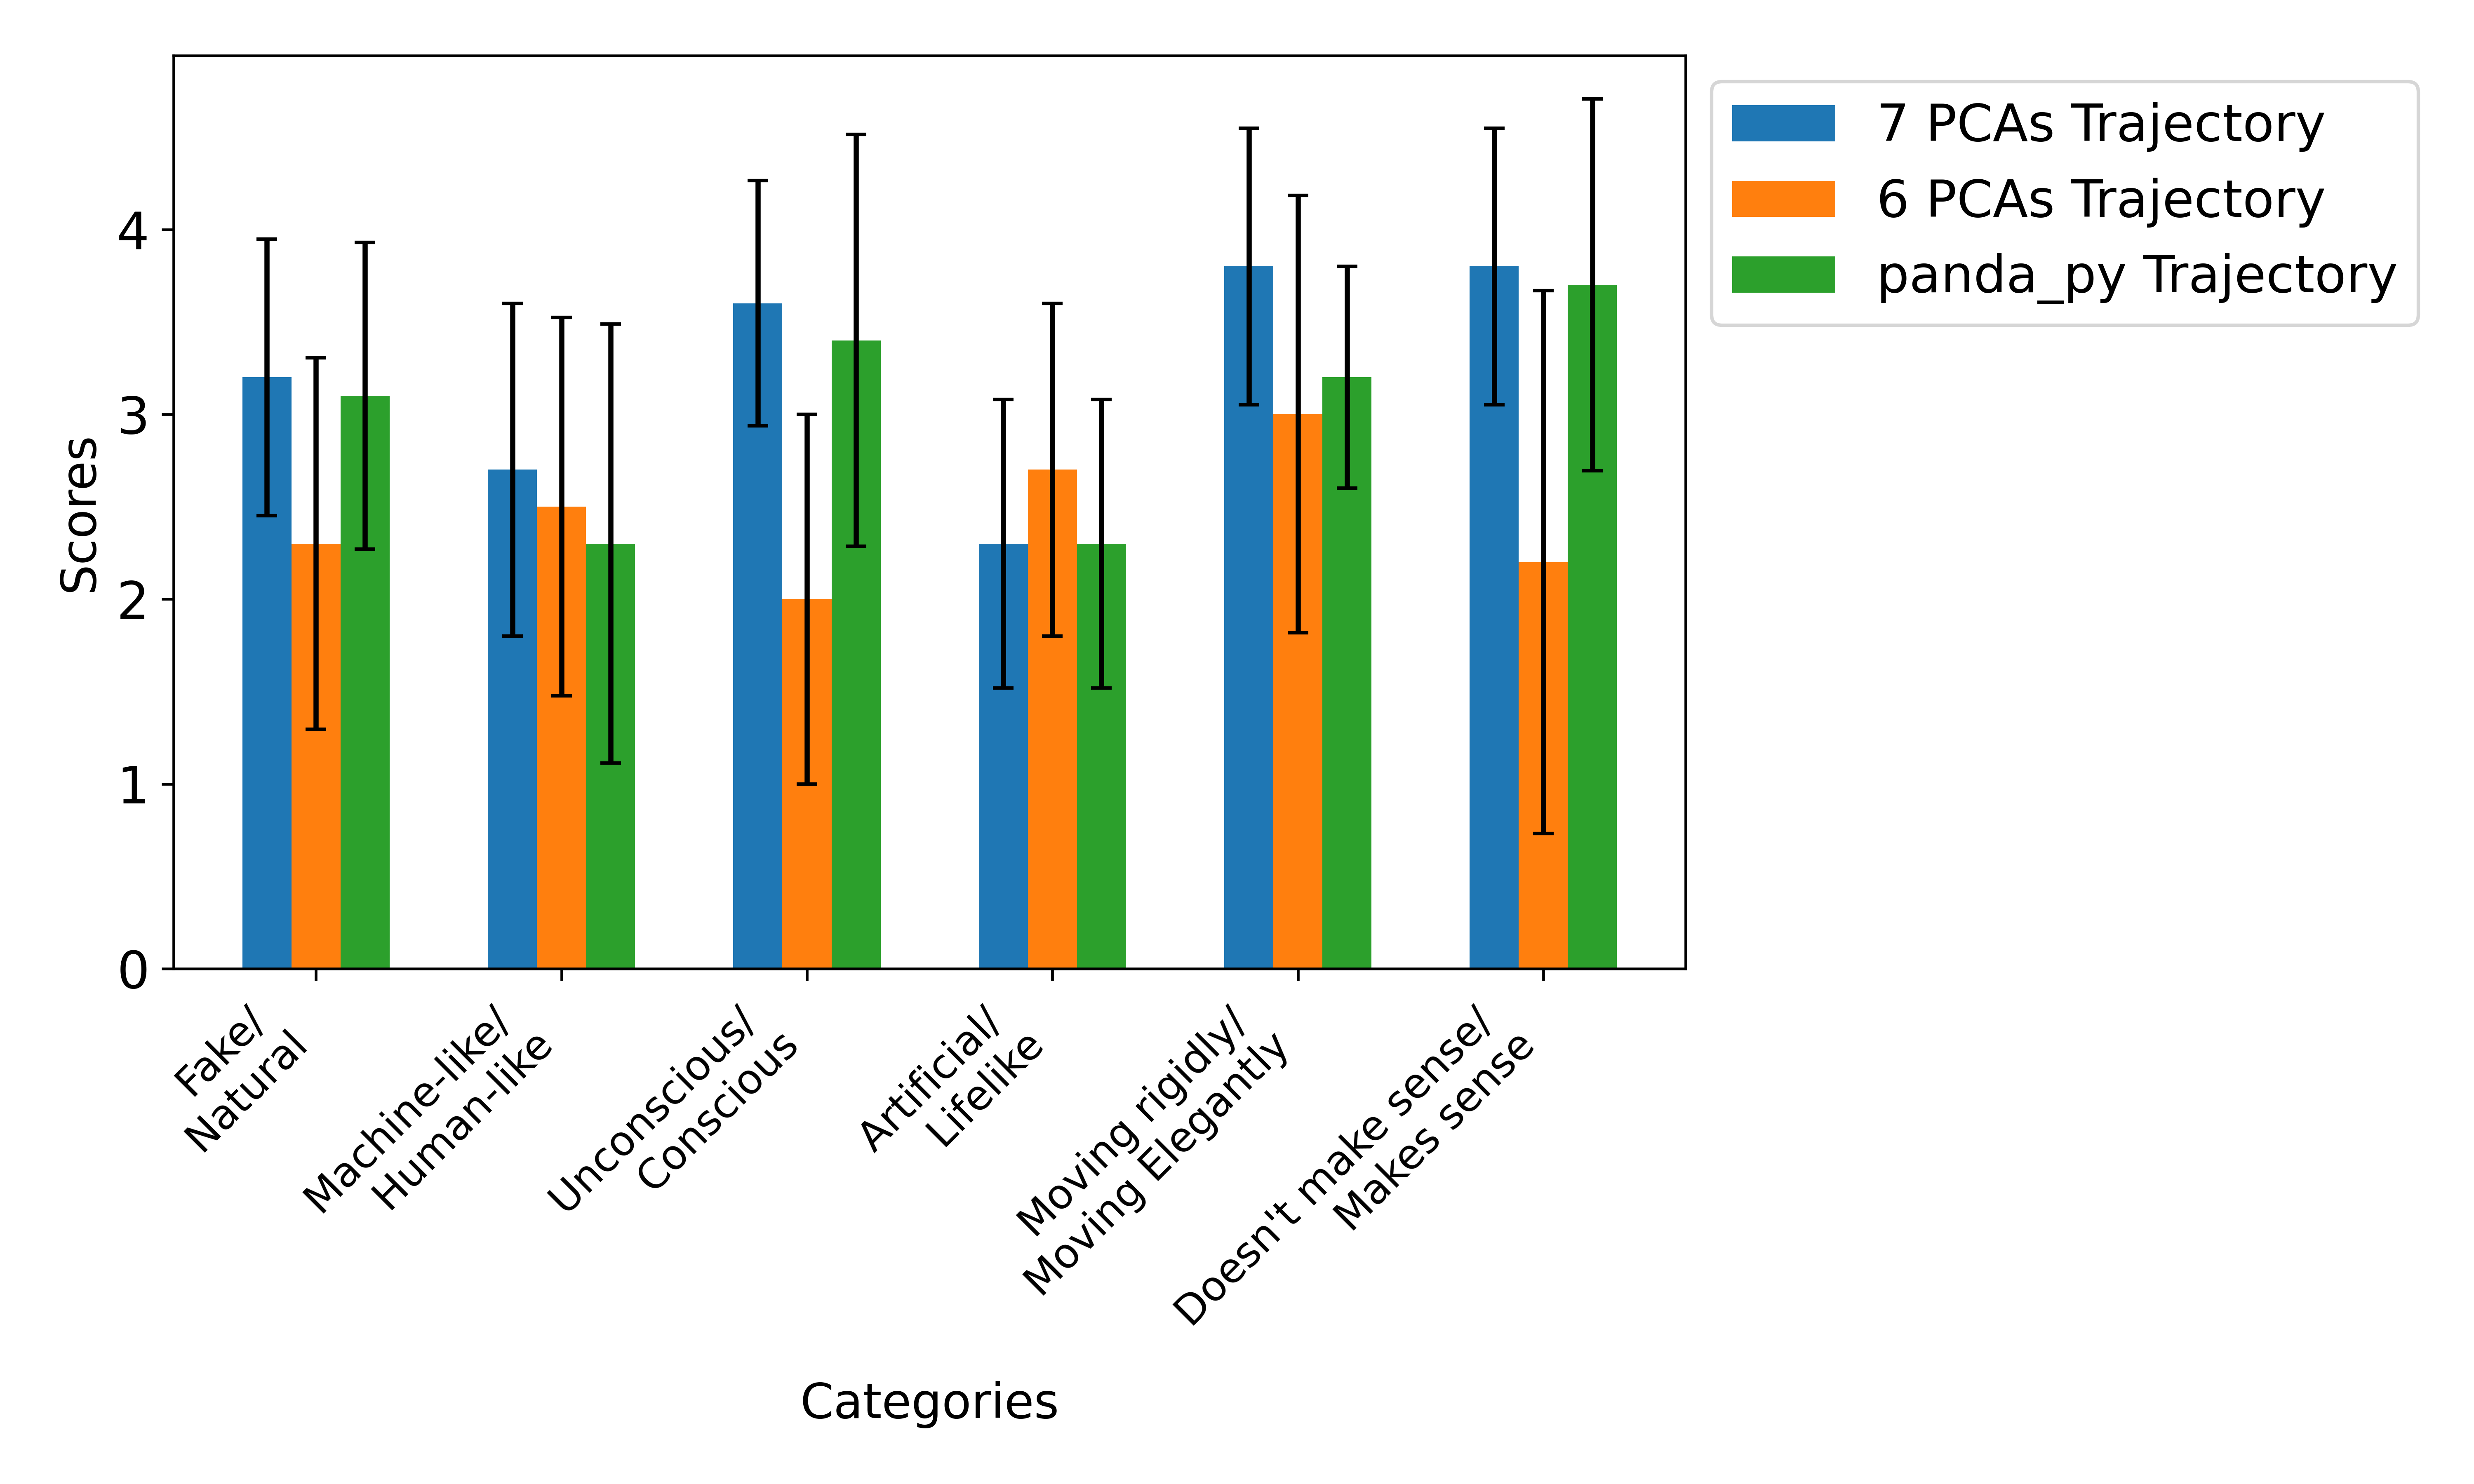 7 PCAs Trajectory
6 PCAs Trajectory
panda_py Trajectory
Scores
4
3
2
1
0
Fake/
Natural
Machine-like/
Human-like
Unconscious/
Conscious
Artificial/
Lifelike
Moving rigidly/
Moving Elegantly
Doesn't make sense/
Makes sense
Categories